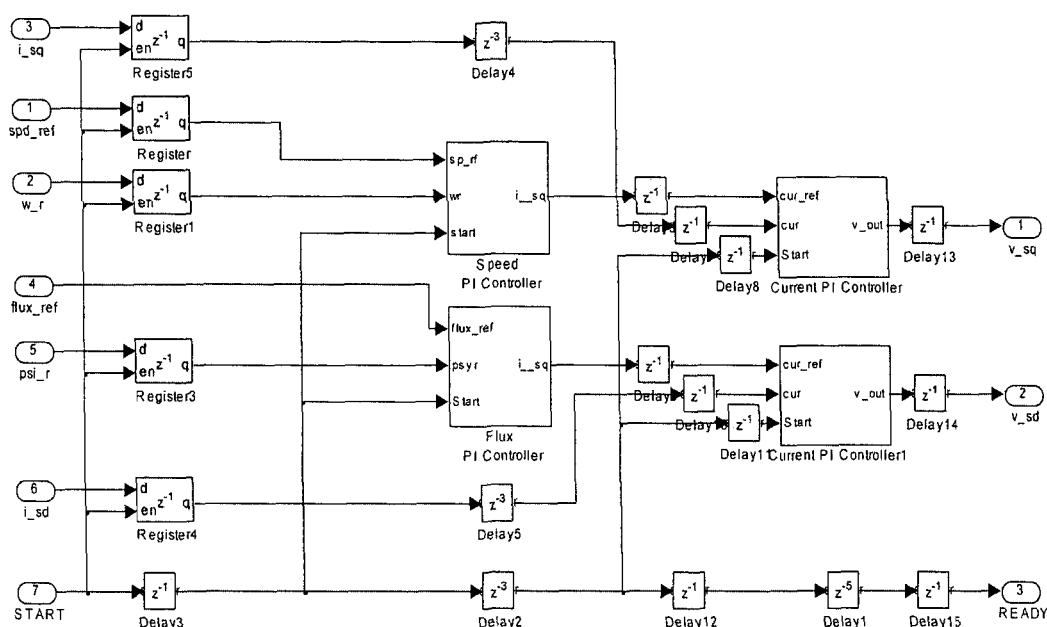 3
i_sq
d
en
z-1
q
Register5
z-3
Delay4
1
spd_ref
d
en
z-1
q
Register
2
w_r
d
en
z-1
q
Register1
sp_rf
wr
start
i__sq
Speed
PI Controller
z-1
z-1
Delay
z-1
Delay8
cur_ref
cur
Start
v_out
Current PI Controller
z-1
Delay13
1
v_sq
4
flux_ref
5
psi_r
d
en
z-1
q
Register3
flux_ref
psyr
Start
i__sq
Flux
PI Controller
z-1
Delay
z-1
z-1
Delay11
cur_ref
cur
Start
v_out
Current PI Controller1
z-1
Delay14
2
v_sd
6
i_sd
d
en
z-1
q
Register4
z-3
Delay5
7
START
z-1
Delay3
z-3
Delay2
z-1
Delay12
z-5
Delay1
z-1
Delay15
3
READY